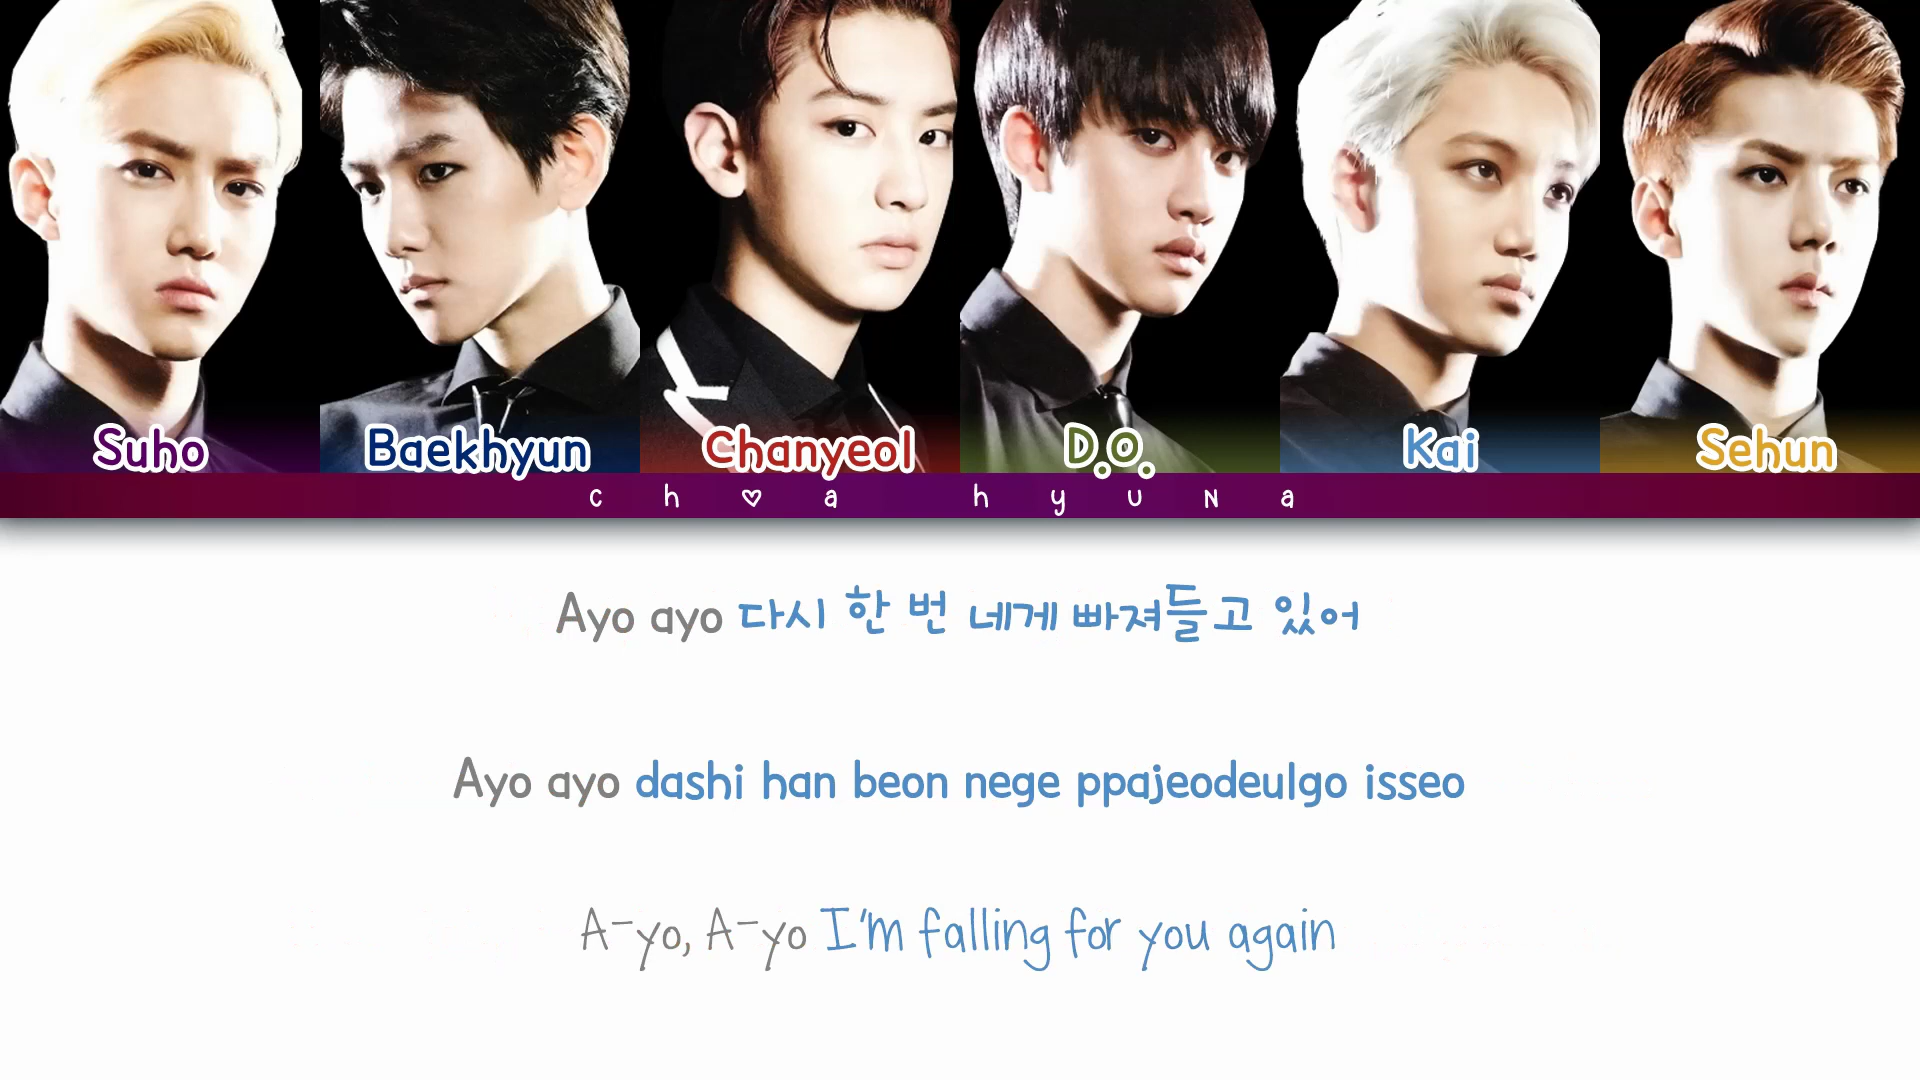 Suho Baekhyun Chanyeol D.O. Kai Sehun
c h ♡ a h y u N a
Ayo ayo 다시 한 번 네게 빠져들고 있어
Ayo ayo dashi han beon nege ppajeodeulgo isseo
A-yo, A-yo I'm falling for you again